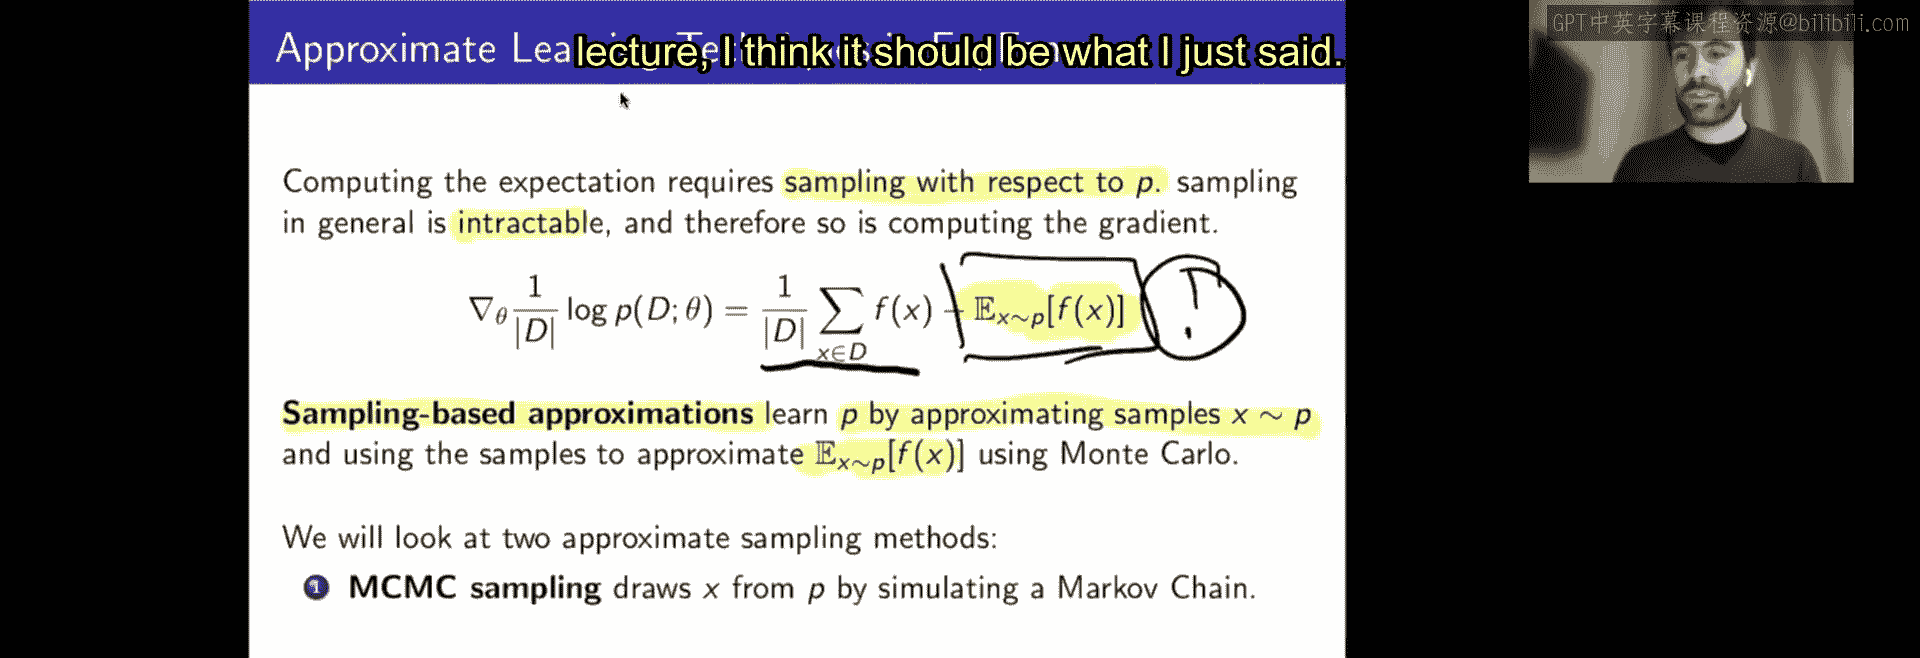 GPT中英字幕课程资源@bilibili.com
Approximate Lea
lecture, I think it should be what I just said.
Computing the expectation requires sampling with respect to p. sampling
in general is intractable, and therefore so is computing the gradient.
∇θ 1/|D| log p(D; θ) = 1/|D| ∑x∈D f(x) − 𝔼x∼p[f(x)] !
Sampling-based approximations learn p by approximating samples x ∼ p
and using the samples to approximate 𝔼x∼p[f(x)] using Monte Carlo.
We will look at two approximate sampling methods:
1 MCMC sampling draws x from p by simulating a Markov Chain.